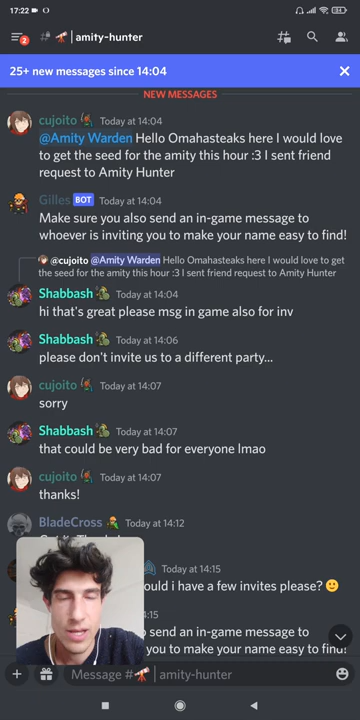 17:22
2
amity-hunter
25+ new messages since 14:04
NEW MESSAGES
cujoito Today at 14:04
@Amity Warden Hello Omahasteaks here I would love
to get the seed for the amity this hour :3 I sent friend
request to Amity Hunter
Gilles BOT Today at 14:04
Make sure you also send an in-game message to
whoever is inviting you to make your name easy to find!
@cujoito @Amity Warden Hello Omahasteaks here I would love to get
the seed for the amity this hour :3 I sent friend request to Amity Hunter
Shabbash Today at 14:04
hi that's great please msg in game also for inv
Shabbash Today at 14:06
please don't invite us to a different party...
cujoito Today at 14:07
sorry
Shabbash Today at 14:07
that could be very bad for everyone lmao
cujoito Today at 14:07
thanks!
BladeCross Today at 14:12
Today at 14:15
ould i have a few invites please? 🙂
14:15
send an in-game message to
you to make your name easy to find!
Message # amity-hunter